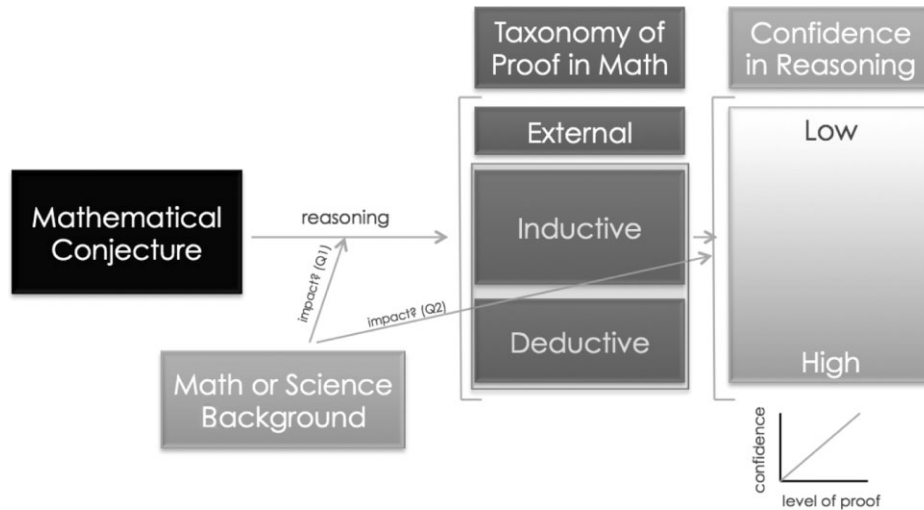 Taxonomy of
Proof in Math
Confidence
in Reasoning
External
Low
Mathematical
Conjecture
reasoning
Inductive
impact? (Q1)
impact? (Q2)
Deductive
Math or Science
Background
High
confidence
level of proof